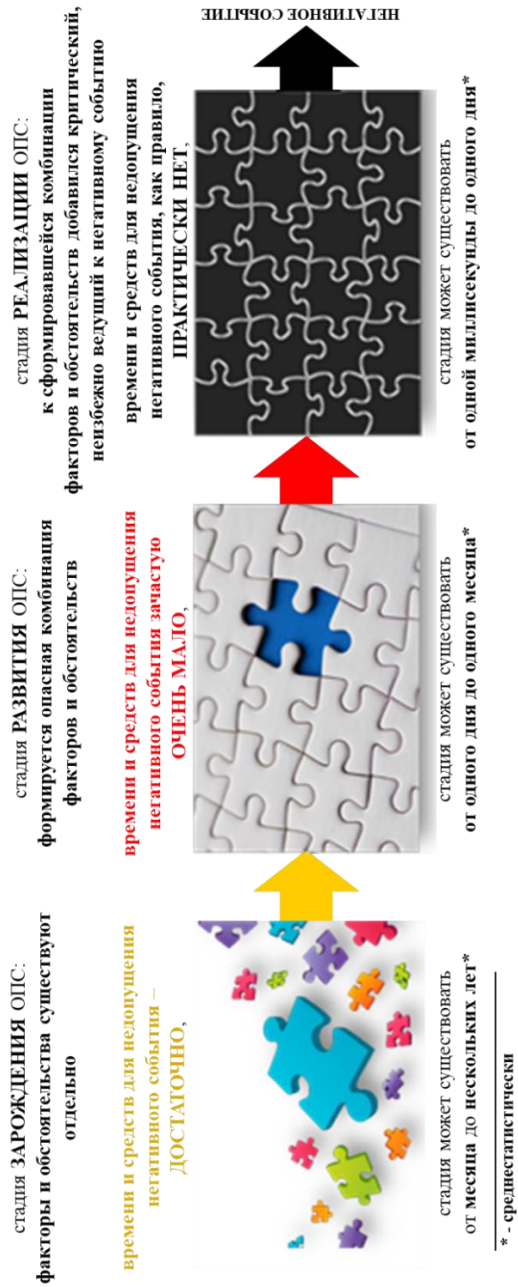 стадия ЗАРОЖДЕНИЯ ОПС:
факторы и обстоятельства существуют
отдельно
времени и средств для недопущения
негативного события –
ДОСТАТОЧНО,
стадия может существовать
от месяца до нескольких лет*
стадия РАЗВИТИЯ ОПС:
формируется опасная комбинация
факторов и обстоятельств
времени и средств для недопущения
негативного события зачастую
ОЧЕНЬ МАЛО,
стадия может существовать
от одного дня до одного месяца*
стадия РЕАЛИЗАЦИИ ОПС:
к сформировавшейся комбинации
факторов и обстоятельств добавился критический,
неизбежно ведущий к негативному событию
времени и средств для недопущения
негативного события, как правило,
ПРАКТИЧЕСКИ НЕТ,
стадия может существовать
от одной миллисекунды до одного дня*
НЕГАТИВНОЕ СОБЫТИЕ
* - среднестатистически